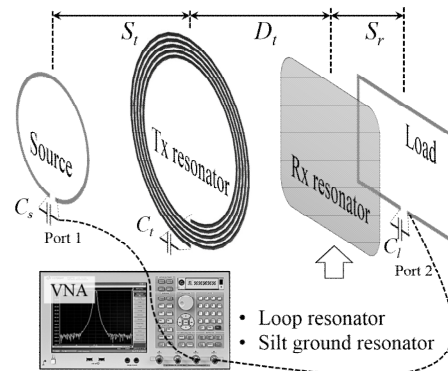 S_t
D_t
S_r
Source
Tx resonator
Rx resonator
Load
C_s
Port 1
C_t
C_l
Port 2
VNA
• Loop resonator
• Silt ground resonator